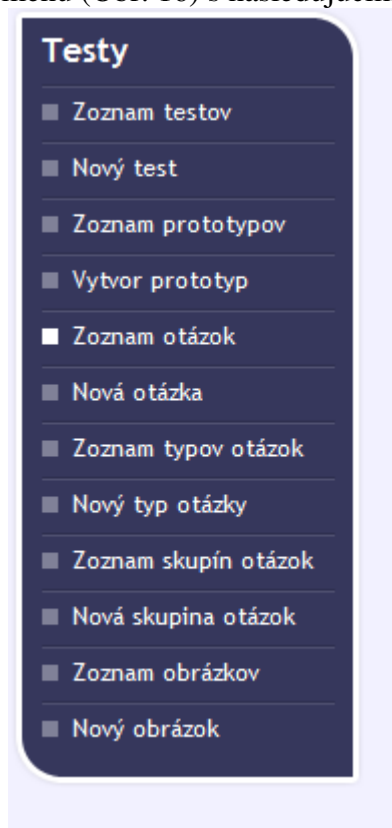 Testy
Zoznam testov
Nový test
Zoznam prototypov
Vytvor prototyp
Zoznam otázok
Nová otázka
Zoznam typov otázok
Nový typ otázky
Zoznam skupín otázok
Nová skupina otázok
Zoznam obrázkov
Nový obrázok